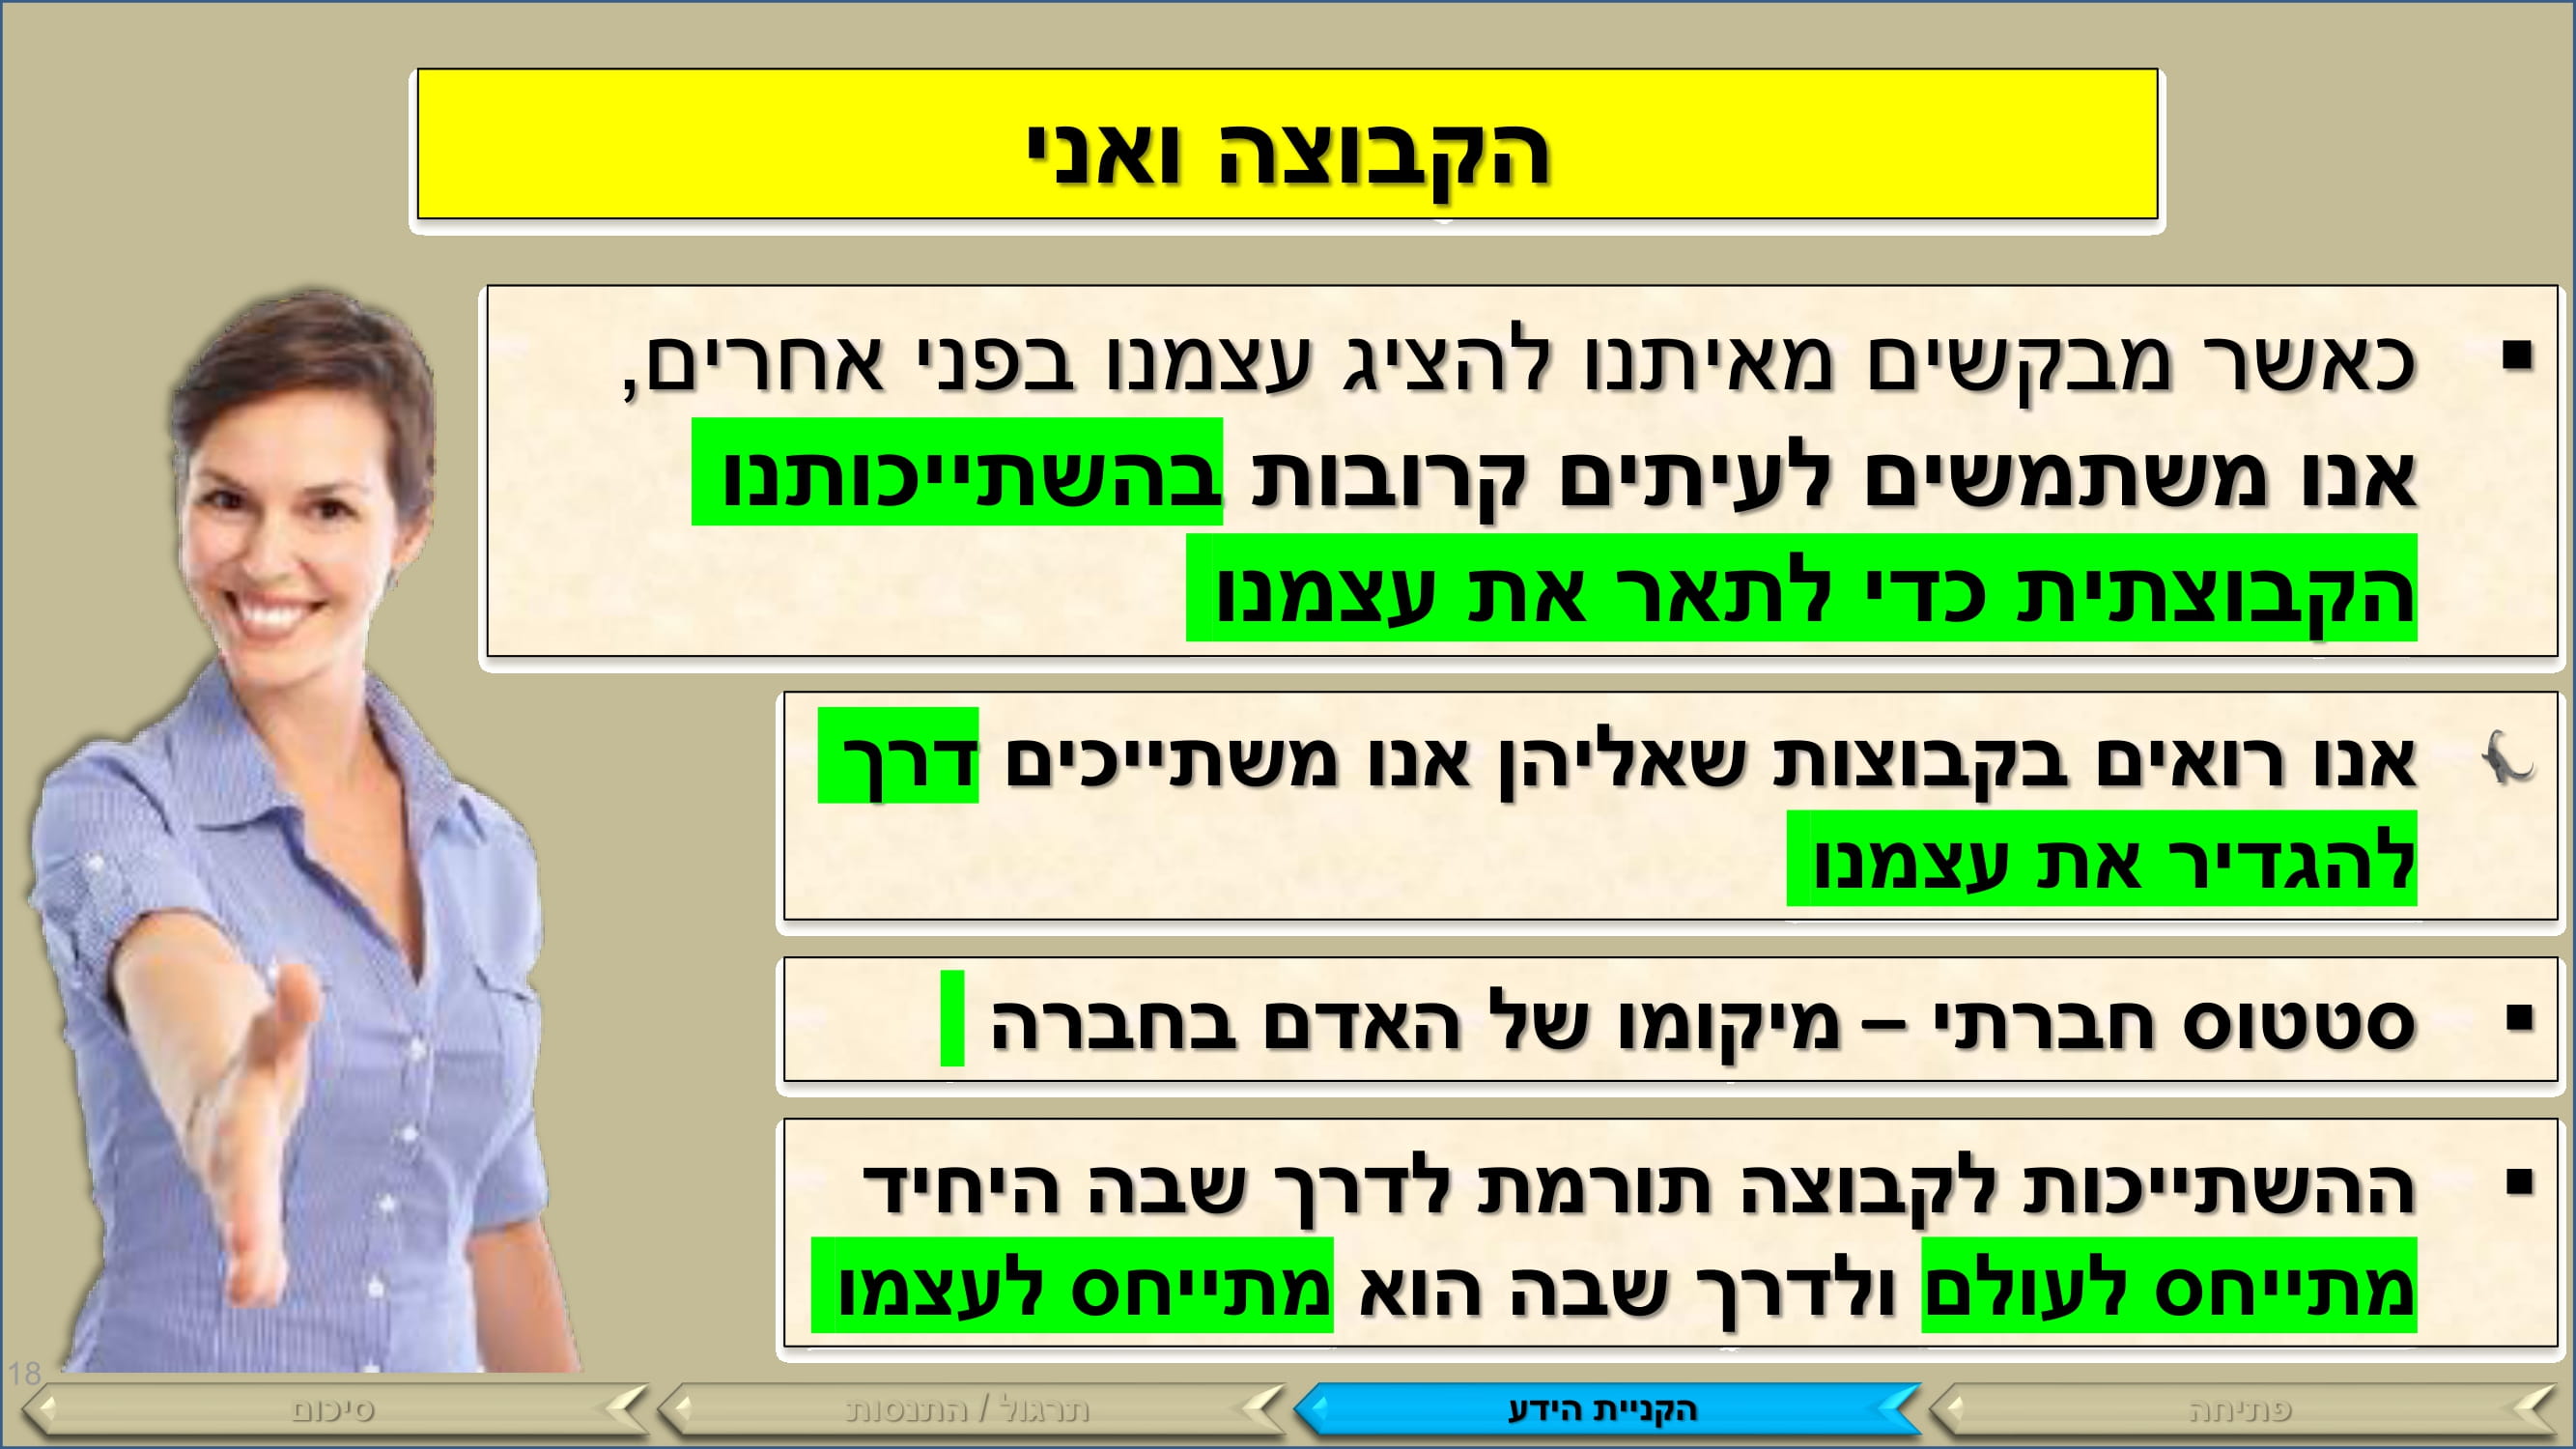 הקבוצה ואני
▪ כאשר מבקשים מאיתנו להציג עצמנו בפני אחרים,
אנו משתמשים לעיתים קרובות בהשתייכותנו
הקבוצתית כדי לתאר את עצמנו
אנו רואים בקבוצות שאליהן אנו משתייכים דרך
להגדיר את עצמנו
▪ סטטוס חברתי – מיקומו של האדם בחברה
▪ ההשתייכות לקבוצה תורמת לדרך שבה היחיד
מתייחס לעולם ולדרך שבה הוא מתייחס לעצמו
18
פתיחה
הקניית הידע
תרגול / התנסות
סיכום